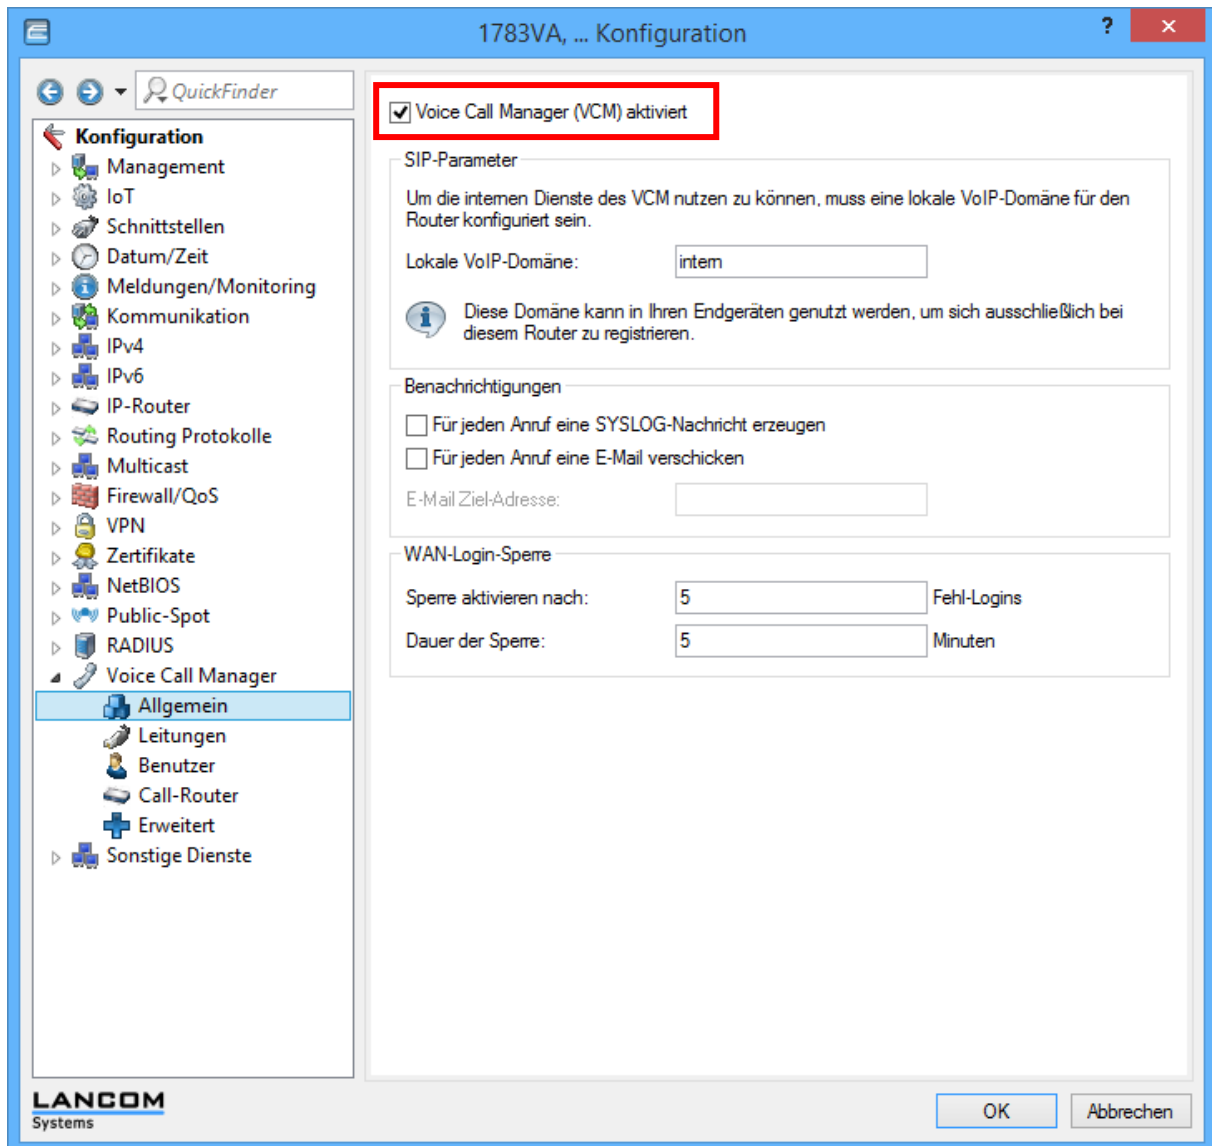 1783VA, ... Konfiguration
?
QuickFinder
Konfiguration
Management
IoT
Schnittstellen
Datum/Zeit
Meldungen/Monitoring
Kommunikation
IPv4
IPv6
IP-Router
Routing Protokolle
Multicast
Firewall/QoS
VPN
Zertifikate
NetBIOS
Public-Spot
RADIUS
Voice Call Manager
Allgemein
Leitungen
Benutzer
Call-Router
Erweitert
Sonstige Dienste
Voice Call Manager (VCM) aktiviert
SIP-Parameter
Um die internen Dienste des VCM nutzen zu können, muss eine lokale VoIP-Domäne für den
Router konfiguriert sein.
Lokale VoIP-Domäne: intern
Diese Domäne kann in Ihren Endgeräten genutzt werden, um sich ausschließlich bei
diesem Router zu registrieren.
Benachrichtigungen
Für jeden Anruf eine SYSLOG-Nachricht erzeugen
Für jeden Anruf eine E-Mail verschicken
E-Mail Ziel-Adresse:
WAN-Login-Sperre
Sperre aktivieren nach: 5 Fehl-Logins
Dauer der Sperre: 5 Minuten
LANCOM
Systems
OK Abbrechen